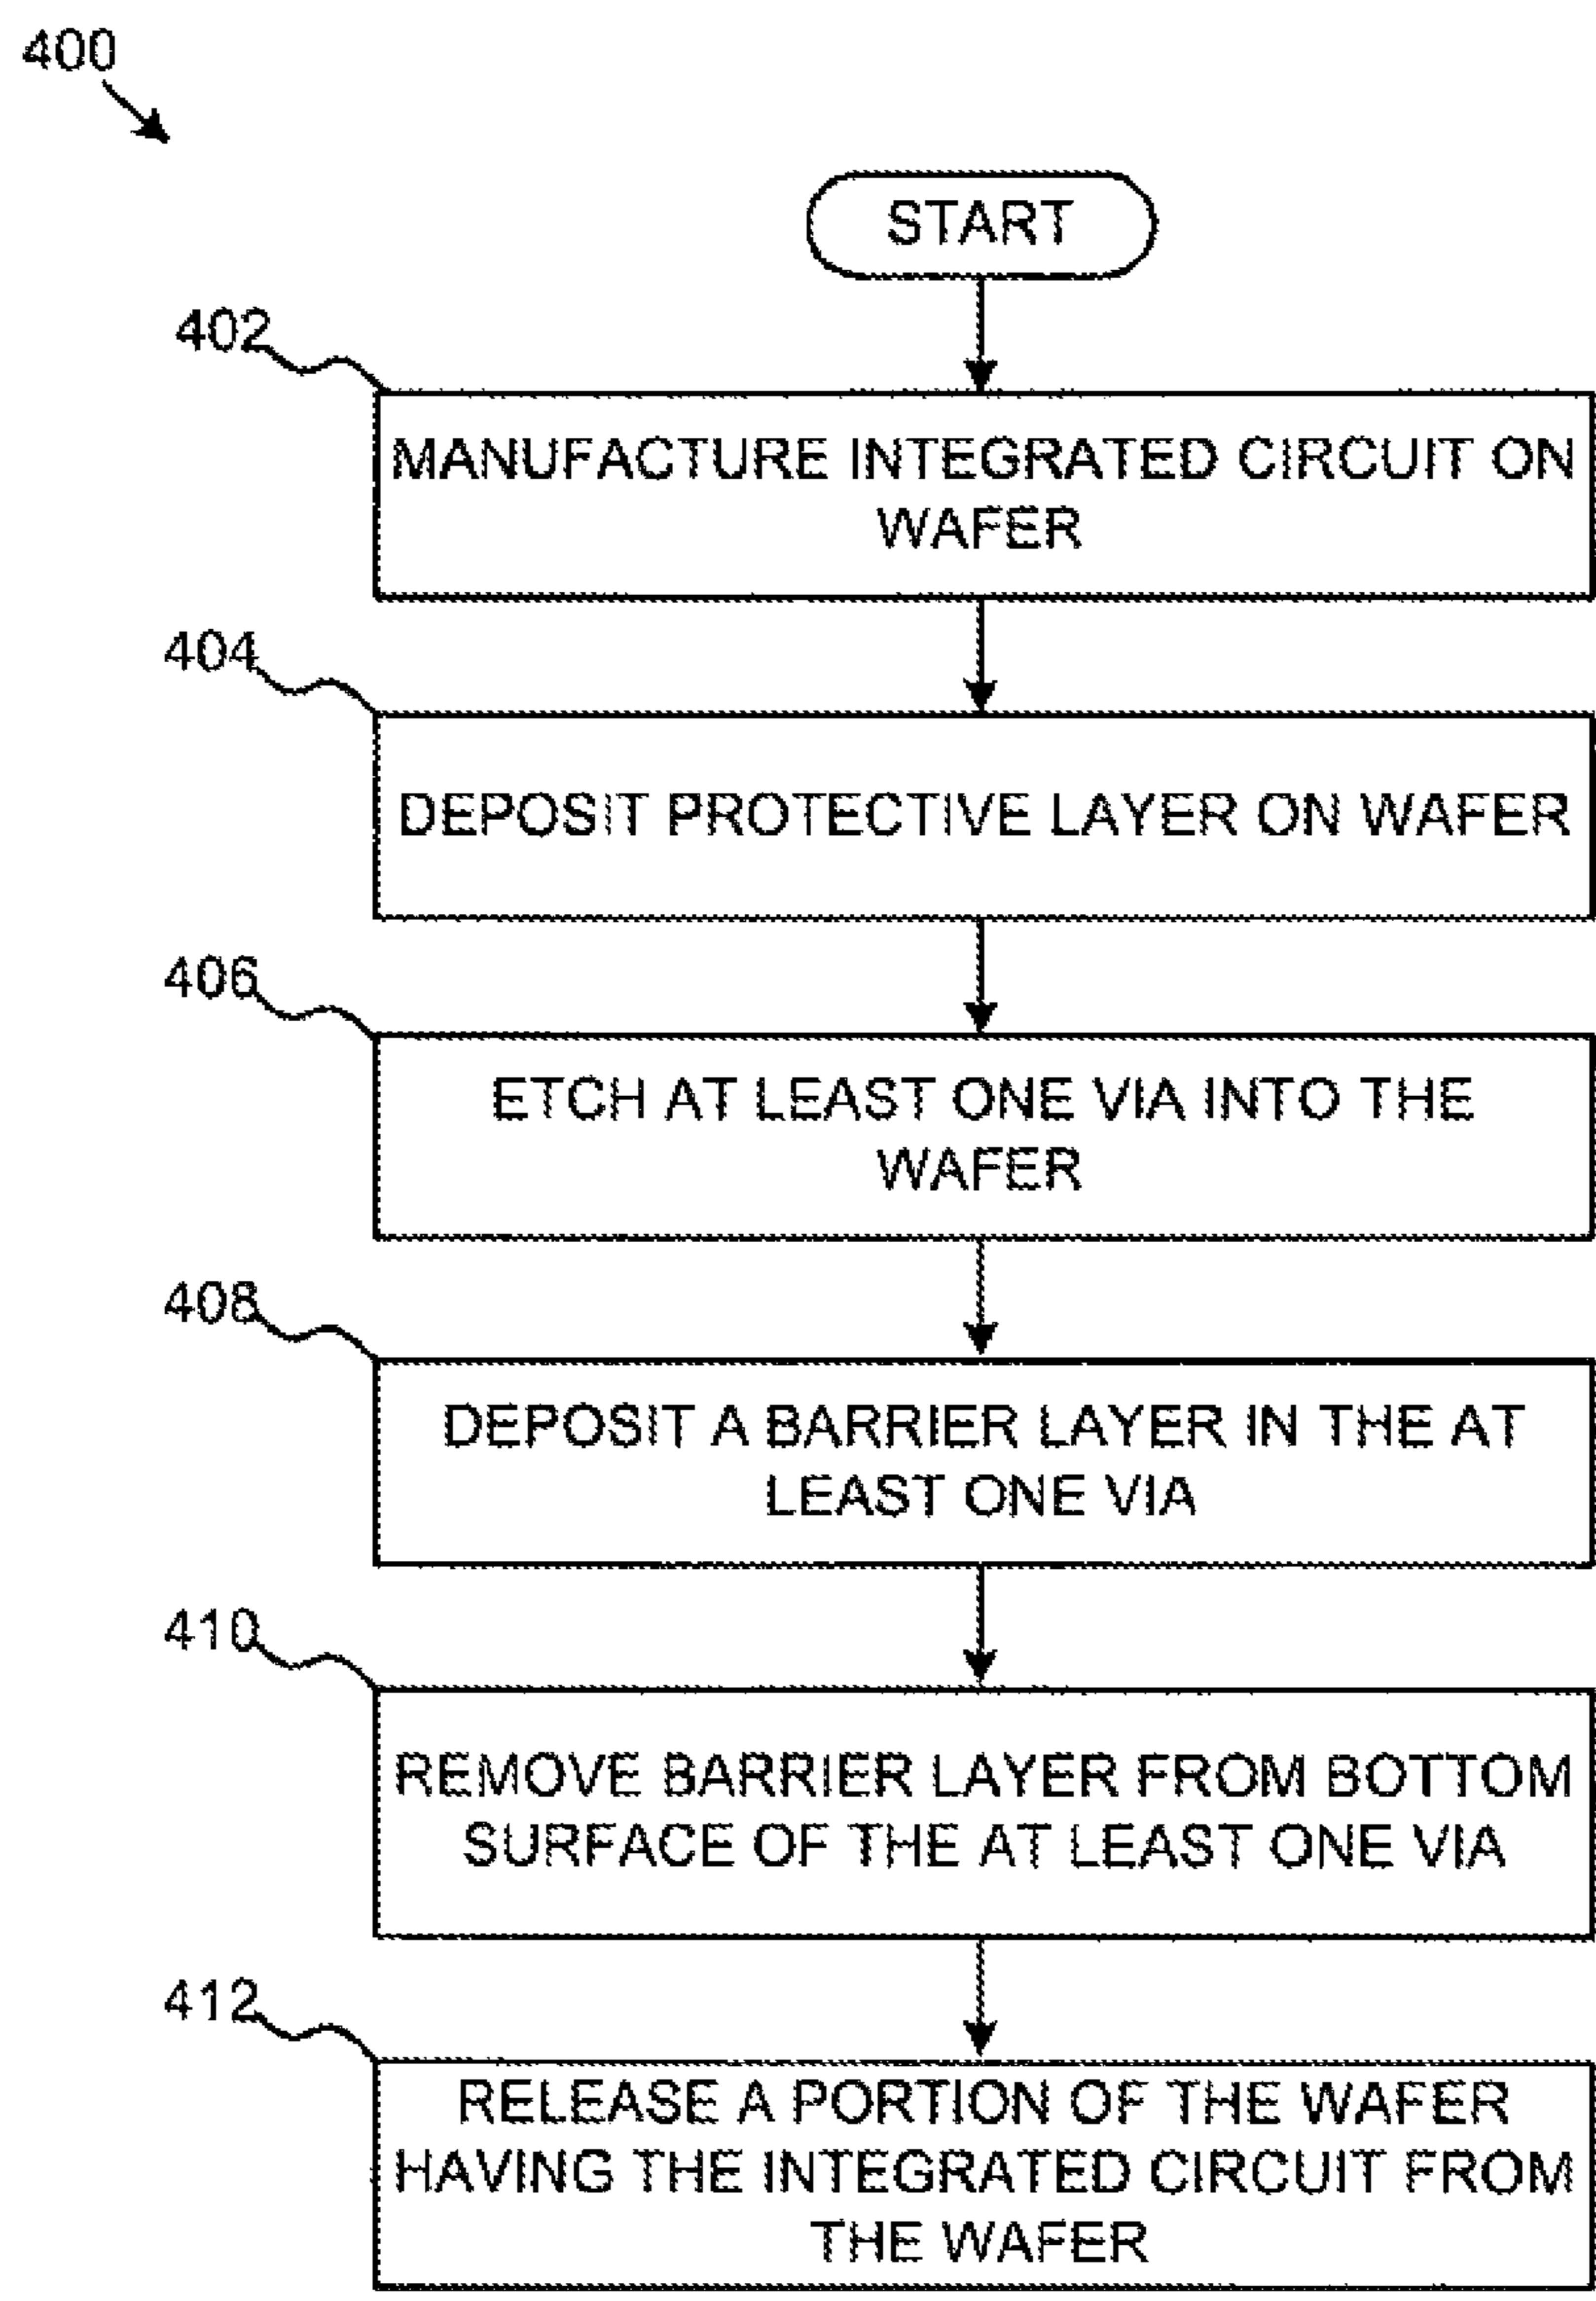 400
START
402
MANUFACTURE INTEGRATED CIRCUIT ON
WAFER
404
DEPOSIT PROTECTIVE LAYER ON WAFER
406
ETCH AT LEAST ONE VIA INTO THE
WAFER
408
DEPOSIT A BARRIER LAYER IN THE AT
LEAST ONE VIA
410
REMOVE BARRIER LAYER FROM BOTTOM
SURFACE OF THE AT LEAST ONE VIA
412
RELEASE A PORTION OF THE WAFER
HAVING THE INTEGRATED CIRCUIT FROM
THE WAFER